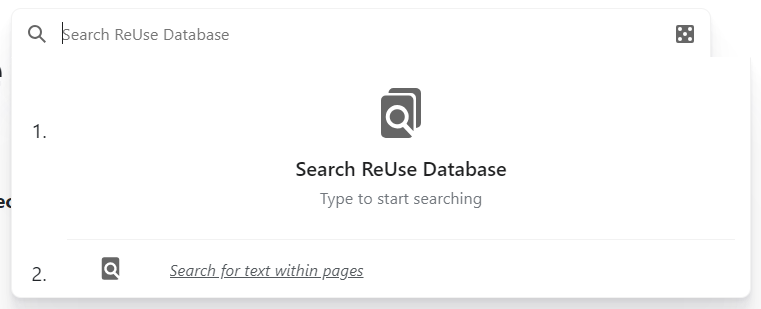 Search ReUse Database
1.
Search ReUse Database
Type to start searching
2.
Search for text within pages